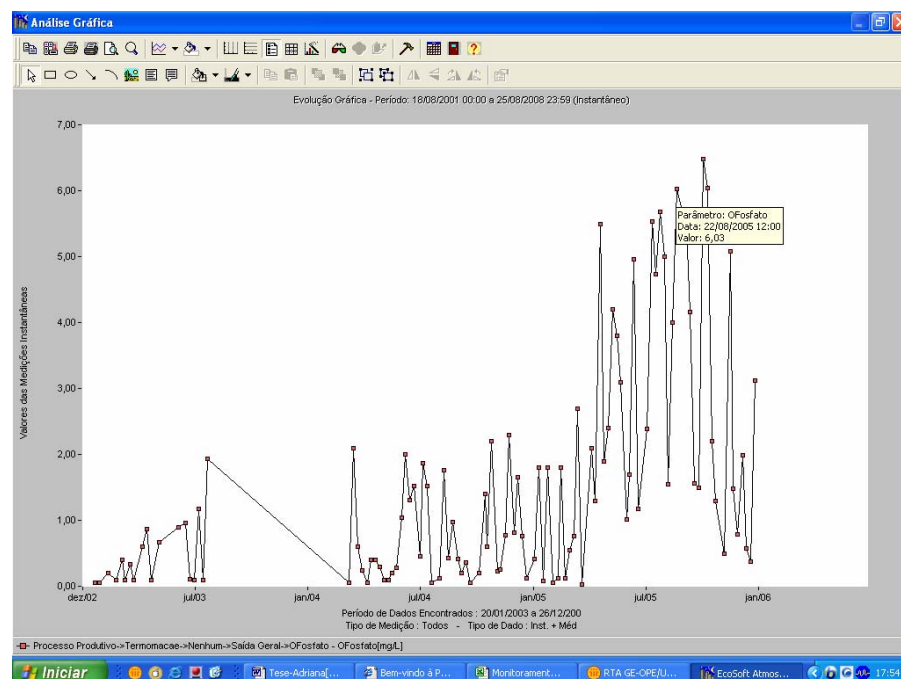 Análise Gráfica
Evolução Gráfica - Período: 18/08/2001 00:00 a 25/08/2008 23:59 (Instantâneo)
7,00
6,00
5,00
4,00
3,00
2,00
1,00
0,00
Valores das Medições Instantâneas
Parâmetro: OFosfato
Data: 22/08/2005 12:00
Valor: 6,03
dez/02 jul/03 jan/04 jul/04 jan/05 jul/05 jan/06
Período de Dados Encontrados : 20/01/2003 a 26/12/200
Tipo de Medição : Todos - Tipo de Dado : Inst. + Méd
Processo Produtivo->Termomacae->Nenhum->Saída Geral->OFosfato - OFosfato[mg/L]
Iniciar Tese-Adriana[... Bem-vindo à P... Monitorament... RTA GE-OPE/U... EcoSoft Atmos... 17:54